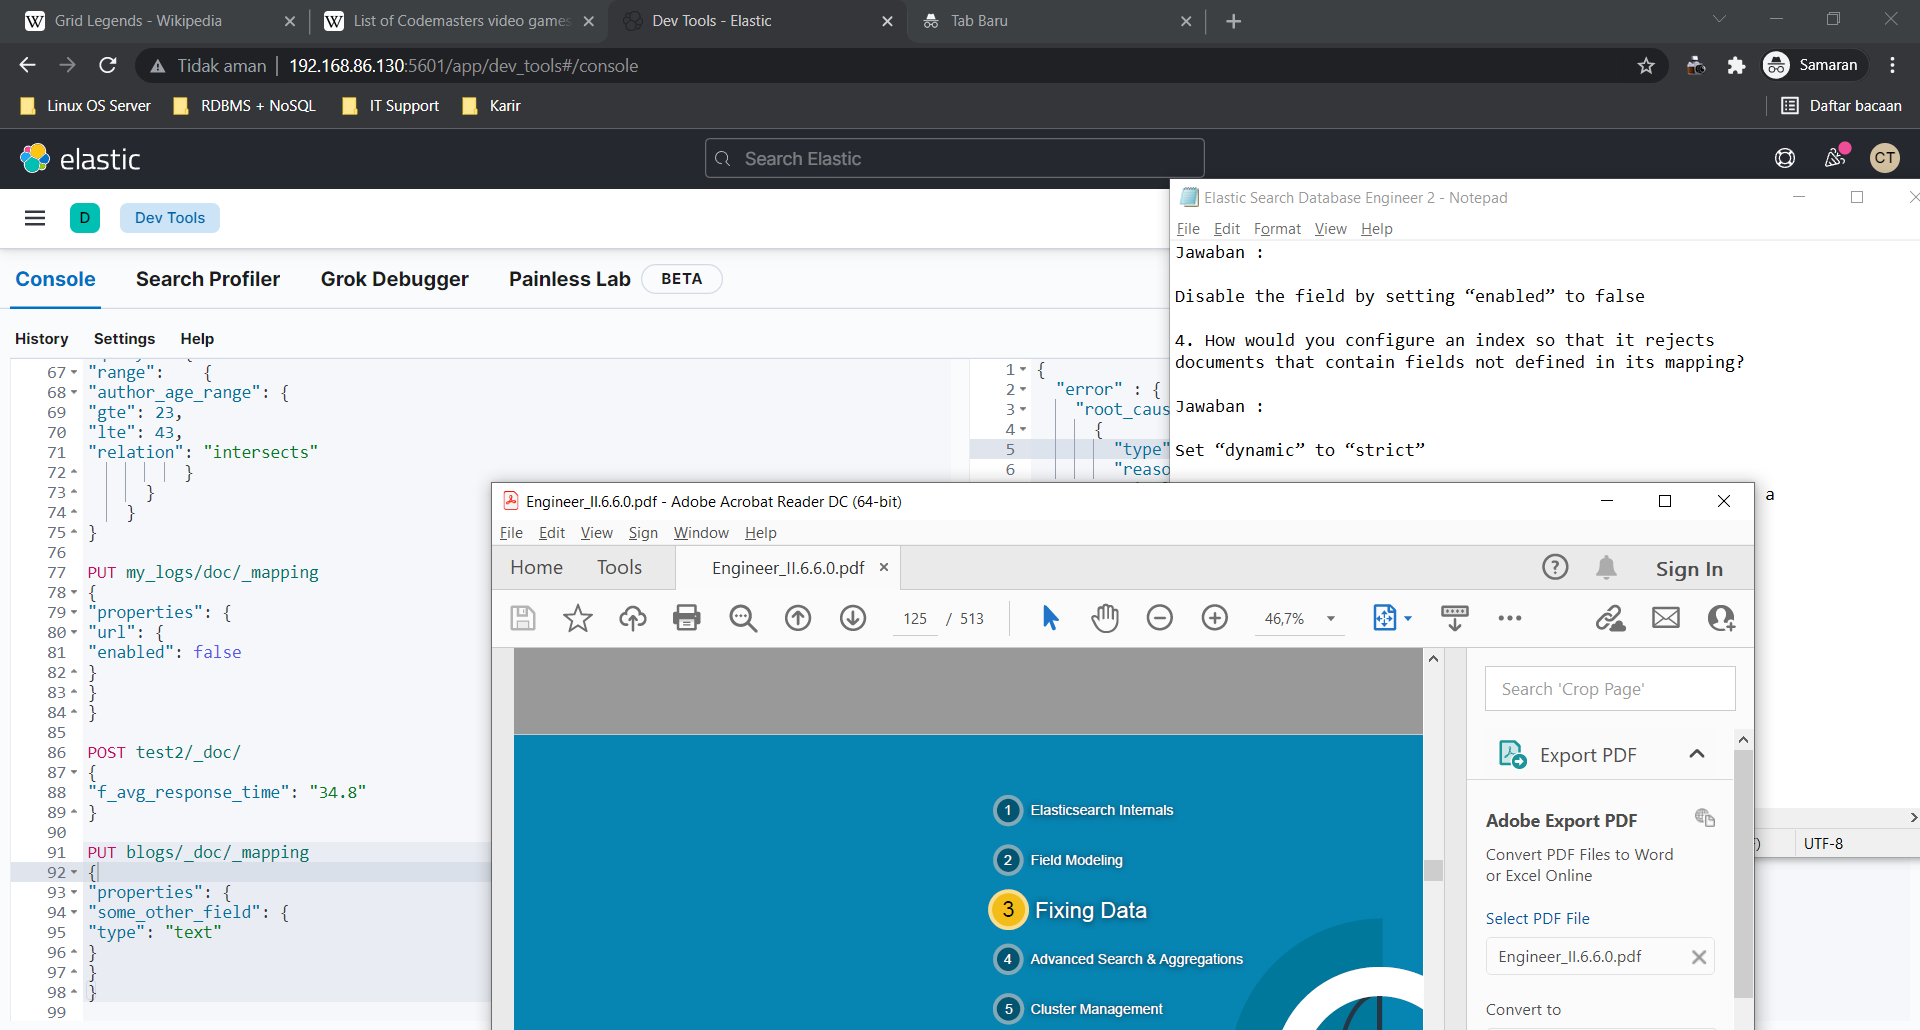 Grid Legends - Wikipedia
List of Codemasters video games
Dev Tools - Elastic
Tab Baru
Tidak aman
192.168.86.130:5601/app/dev_tools#/console
Samaran
Linux OS Server
RDBMS + NoSQL
IT Support
Karir
Daftar bacaan
elastic
Search Elastic
CT
D
Dev Tools
Console
Search Profiler
Grok Debugger
Painless Lab
BETA
History
Settings
Help
67 "range": {
68 "author_age_range": {
69 "gte": 23,
70 "lte": 43,
71 "relation": "intersects"
72 }
73 }
74 }
75 }
76
77 PUT my_logs/doc/_mapping
78 {
79 "properties": {
80 "url": {
81 "enabled": false
82 }
83 }
84 }
85
86 POST test2/_doc/
87 {
88 "f_avg_response_time": "34.8"
89 }
90
91 PUT blogs/_doc/_mapping
92 {
93 "properties": {
94 "some_other_field": {
95 "type": "text"
96 }
97 }
98 }
99
1 {
2 "error" : {
3 "root_caus
4 {
5 "type"
6 "reaso
Elastic Search Database Engineer 2 - Notepad
File Edit Format View Help
Jawaban :
Disable the field by setting “enabled” to false
4. How would you configure an index so that it rejects
documents that contain fields not defined in its mapping?
Jawaban :
Set “dynamic” to “strict”
a
UTF-8
Engineer_II.6.6.0.pdf - Adobe Acrobat Reader DC (64-bit)
File Edit View Sign Window Help
Home
Tools
Engineer_II.6.6.0.pdf
Sign In
125 / 513
46,7%
1 Elasticsearch Internals
2 Field Modeling
3 Fixing Data
4 Advanced Search & Aggregations
5 Cluster Management
Search 'Crop Page'
Export PDF
Adobe Export PDF
Convert PDF Files to Word
or Excel Online
Select PDF File
Engineer_II.6.6.0.pdf
Convert to